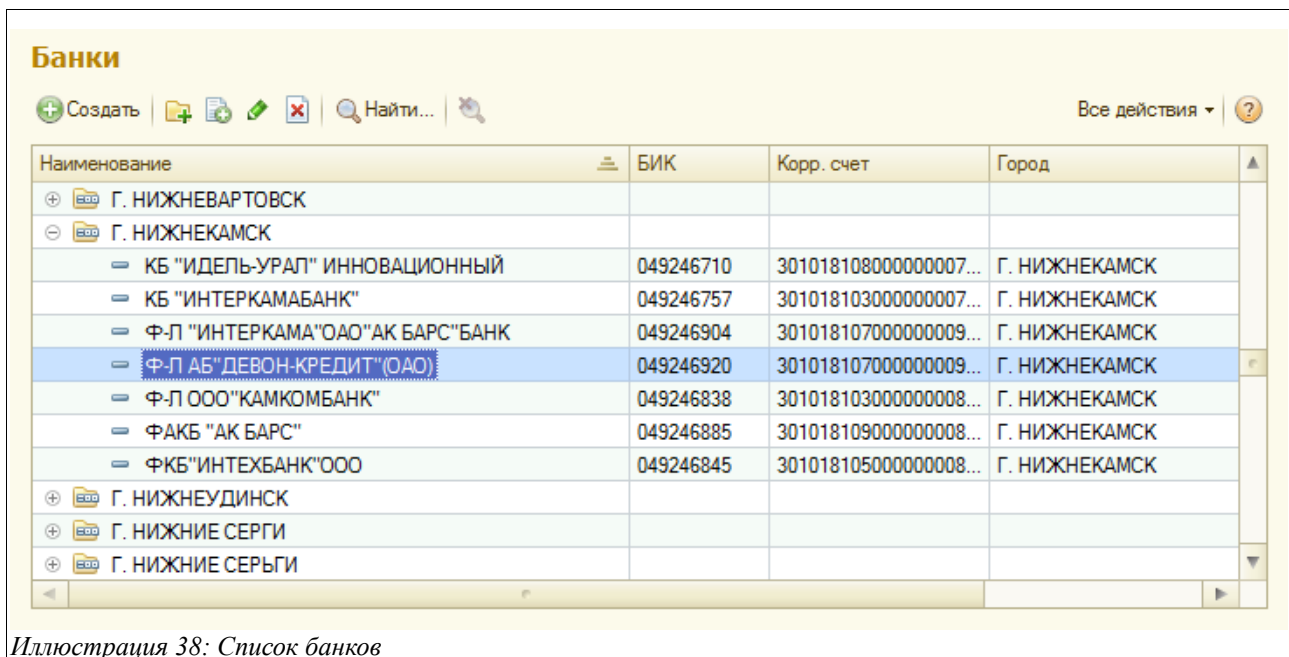 Банки
Создать Найти... Все действия ?
Наименование БИК Корр. счет Город
Г. НИЖНЕВАРТОВСК
Г. НИЖНЕКАМСК
КБ "ИДЕЛЬ-УРАЛ" ИННОВАЦИОННЫЙ 049246710 301018108000000007... Г. НИЖНЕКАМСК
КБ "ИНТЕРКАМАБАНК" 049246757 301018103000000007... Г. НИЖНЕКАМСК
Ф-Л "ИНТЕРКАМА"ОАО"АК БАРС"БАНК 049246904 301018107000000009... Г. НИЖНЕКАМСК
Ф-Л АБ"ДЕВОН-КРЕДИТ"(ОАО) 049246920 301018107000000009... Г. НИЖНЕКАМСК
Ф-Л ООО"КАМКОМБАНК" 049246838 301018103000000008... Г. НИЖНЕКАМСК
ФАКБ "АК БАРС" 049246885 301018109000000008... Г. НИЖНЕКАМСК
ФКБ"ИНТЕХБАНК"ООО 049246845 301018105000000008... Г. НИЖНЕКАМСК
Г. НИЖНЕУДИНСК
Г. НИЖНИЕ СЕРГИ
Г. НИЖНИЕ СЕРЬГИ
Иллюстрация 38: Список банков